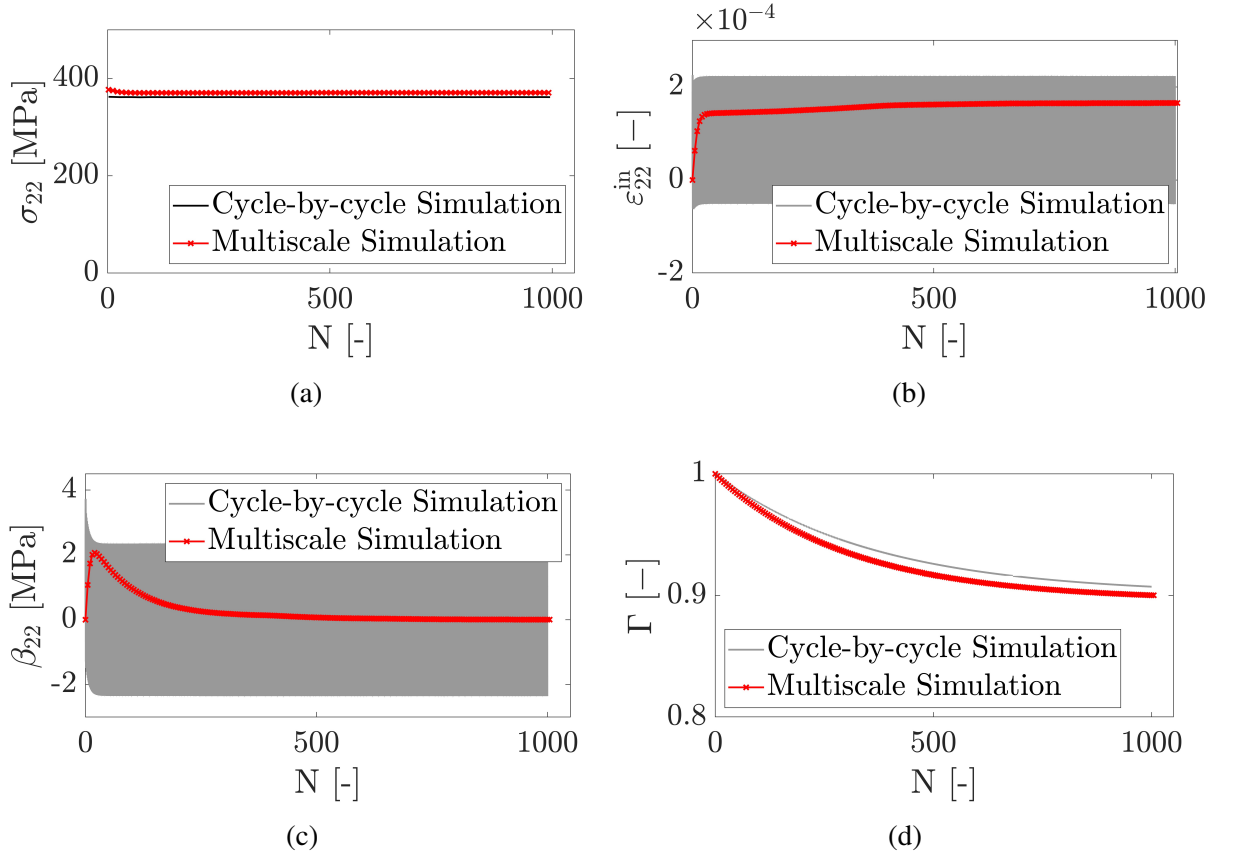 σ₂₂ [MPa]
400
200
0
Cycle-by-cycle Simulation
Multiscale Simulation
0 500 1000
N [-]
(a)
×10⁻⁴
ε₂₂ⁱⁿ [−]
2
0
-2
Cycle-by-cycle Simulation
Multiscale Simulation
0 500 1000
N [-]
(b)
β₂₂ [MPa]
4
2
0
-2
Cycle-by-cycle Simulation
Multiscale Simulation
0 500 1000
N [-]
(c)
Γ [−]
1
0.9
0.8
Cycle-by-cycle Simulation
Multiscale Simulation
0 500 1000
N [-]
(d)